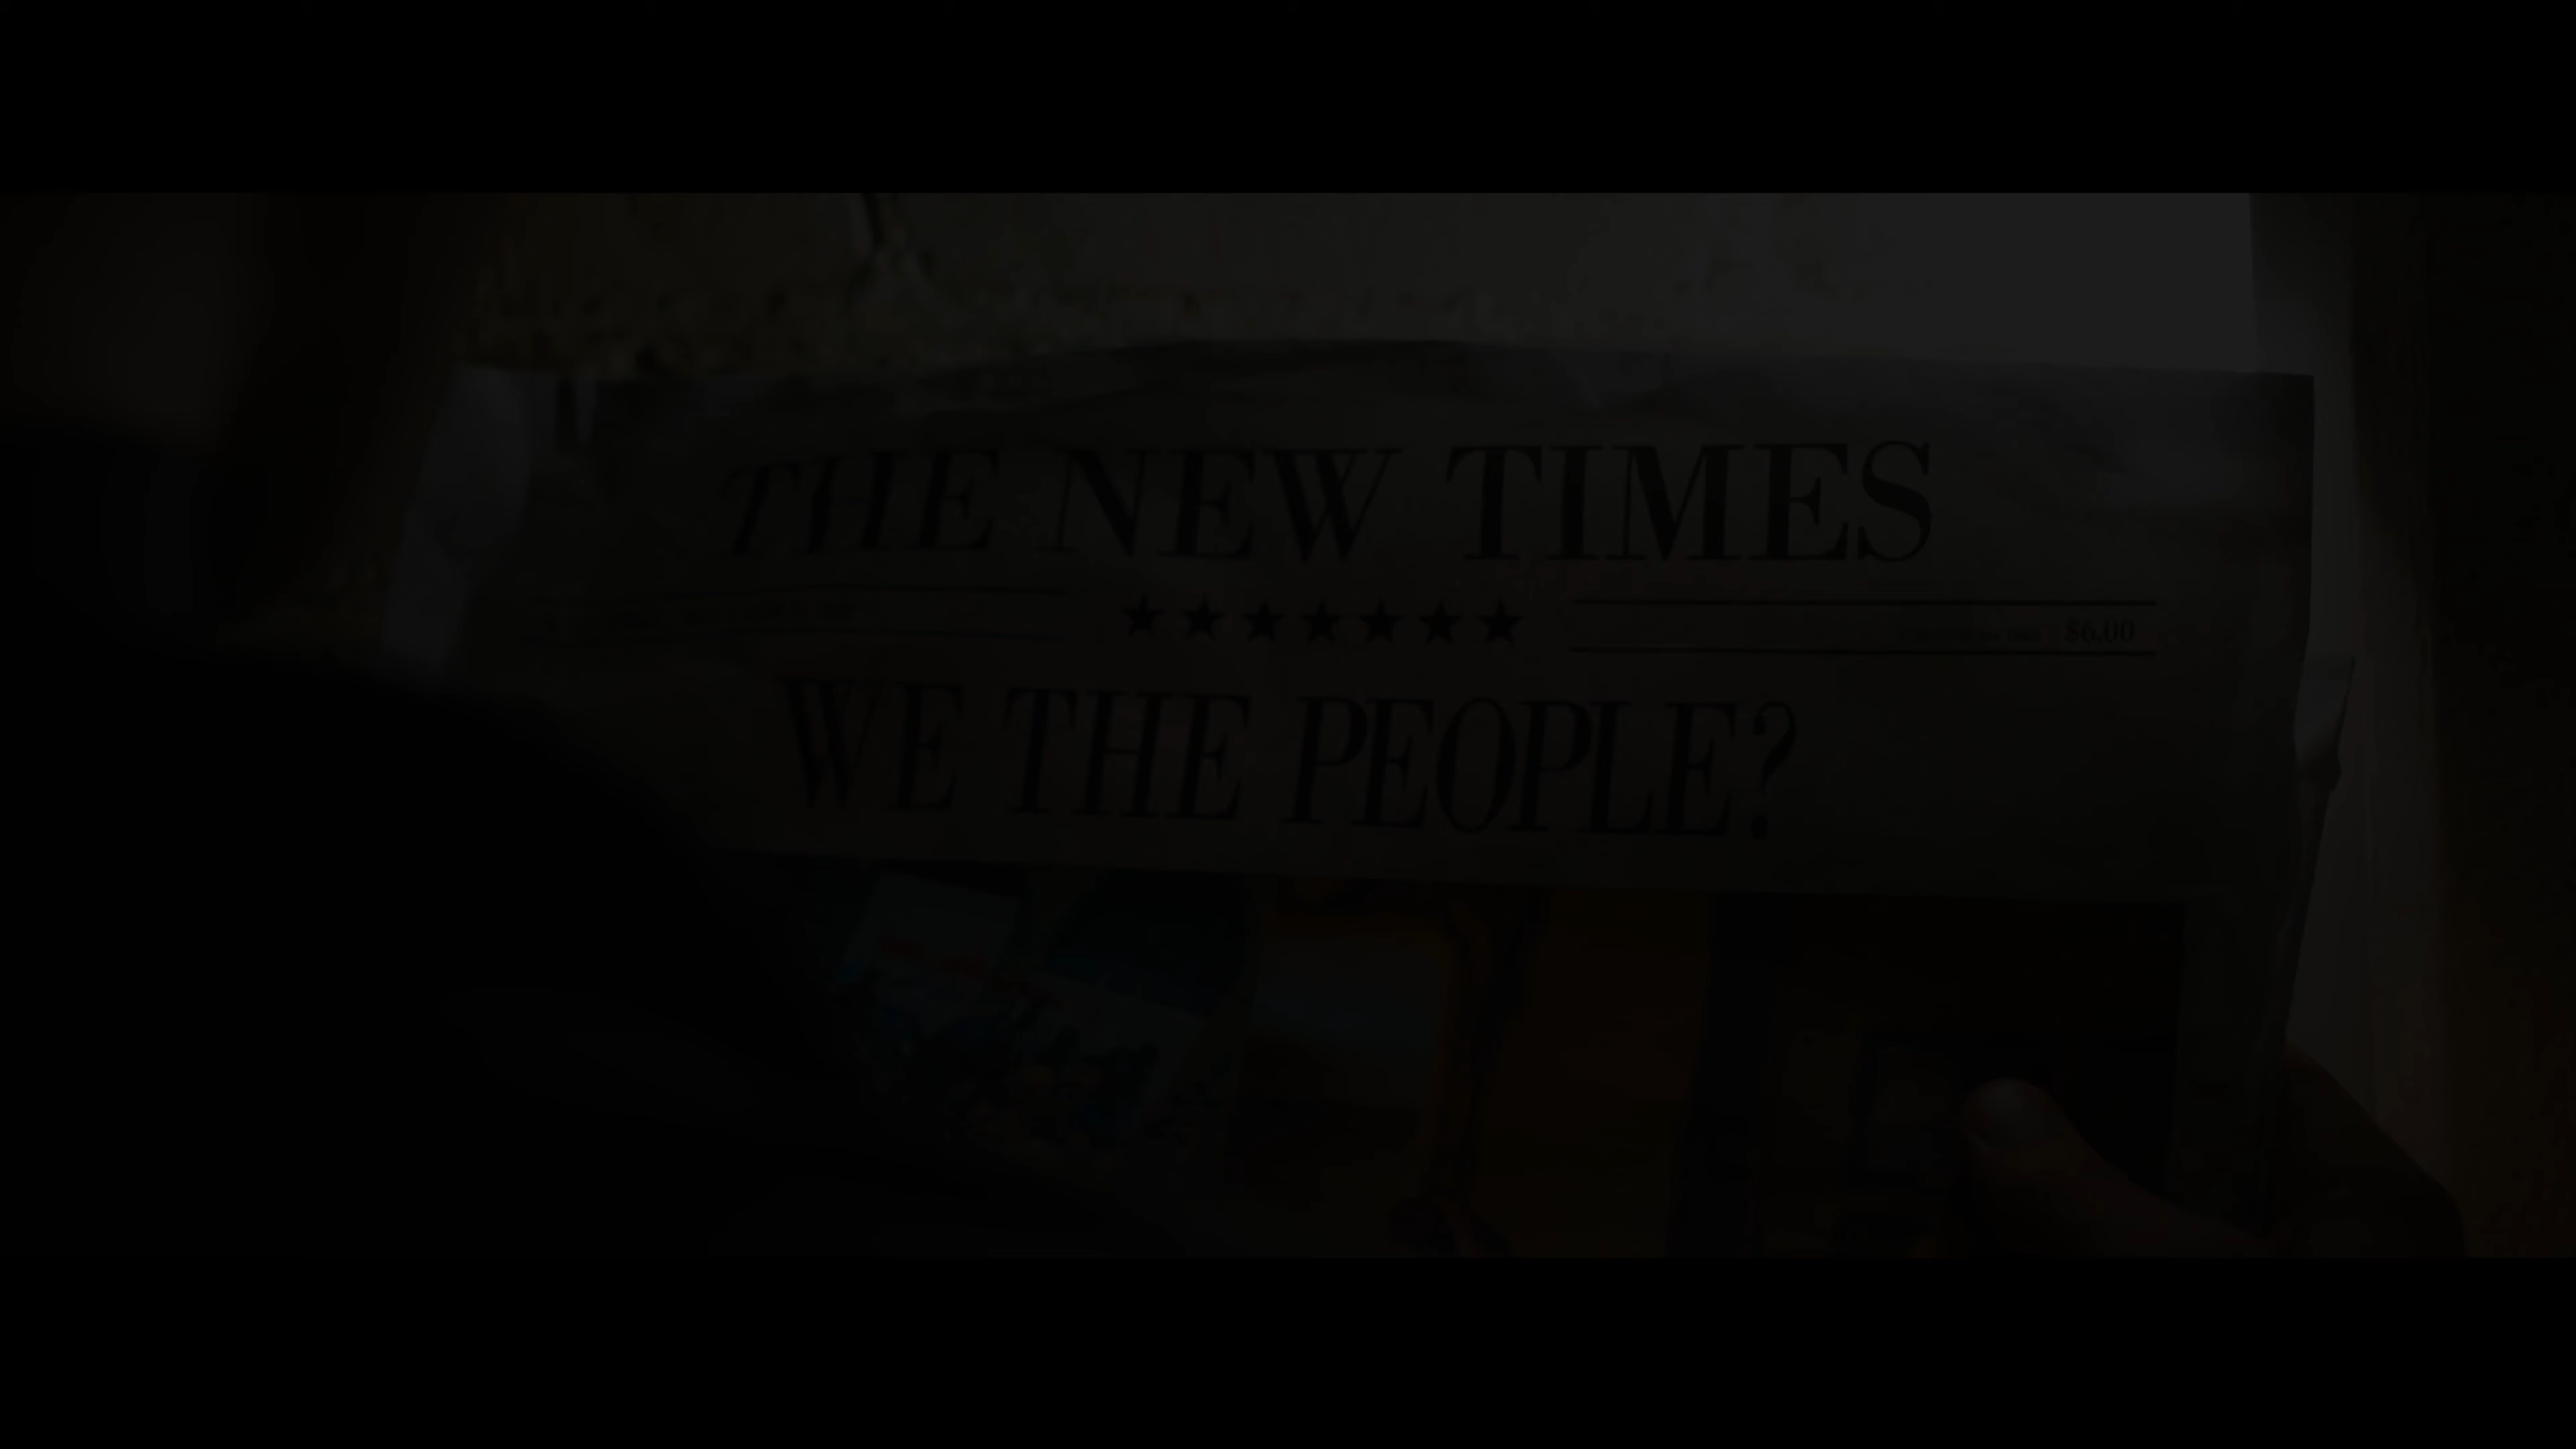 THE NEW TIMES
★★★★★★★
$6.00
WE THE PEOPLE?